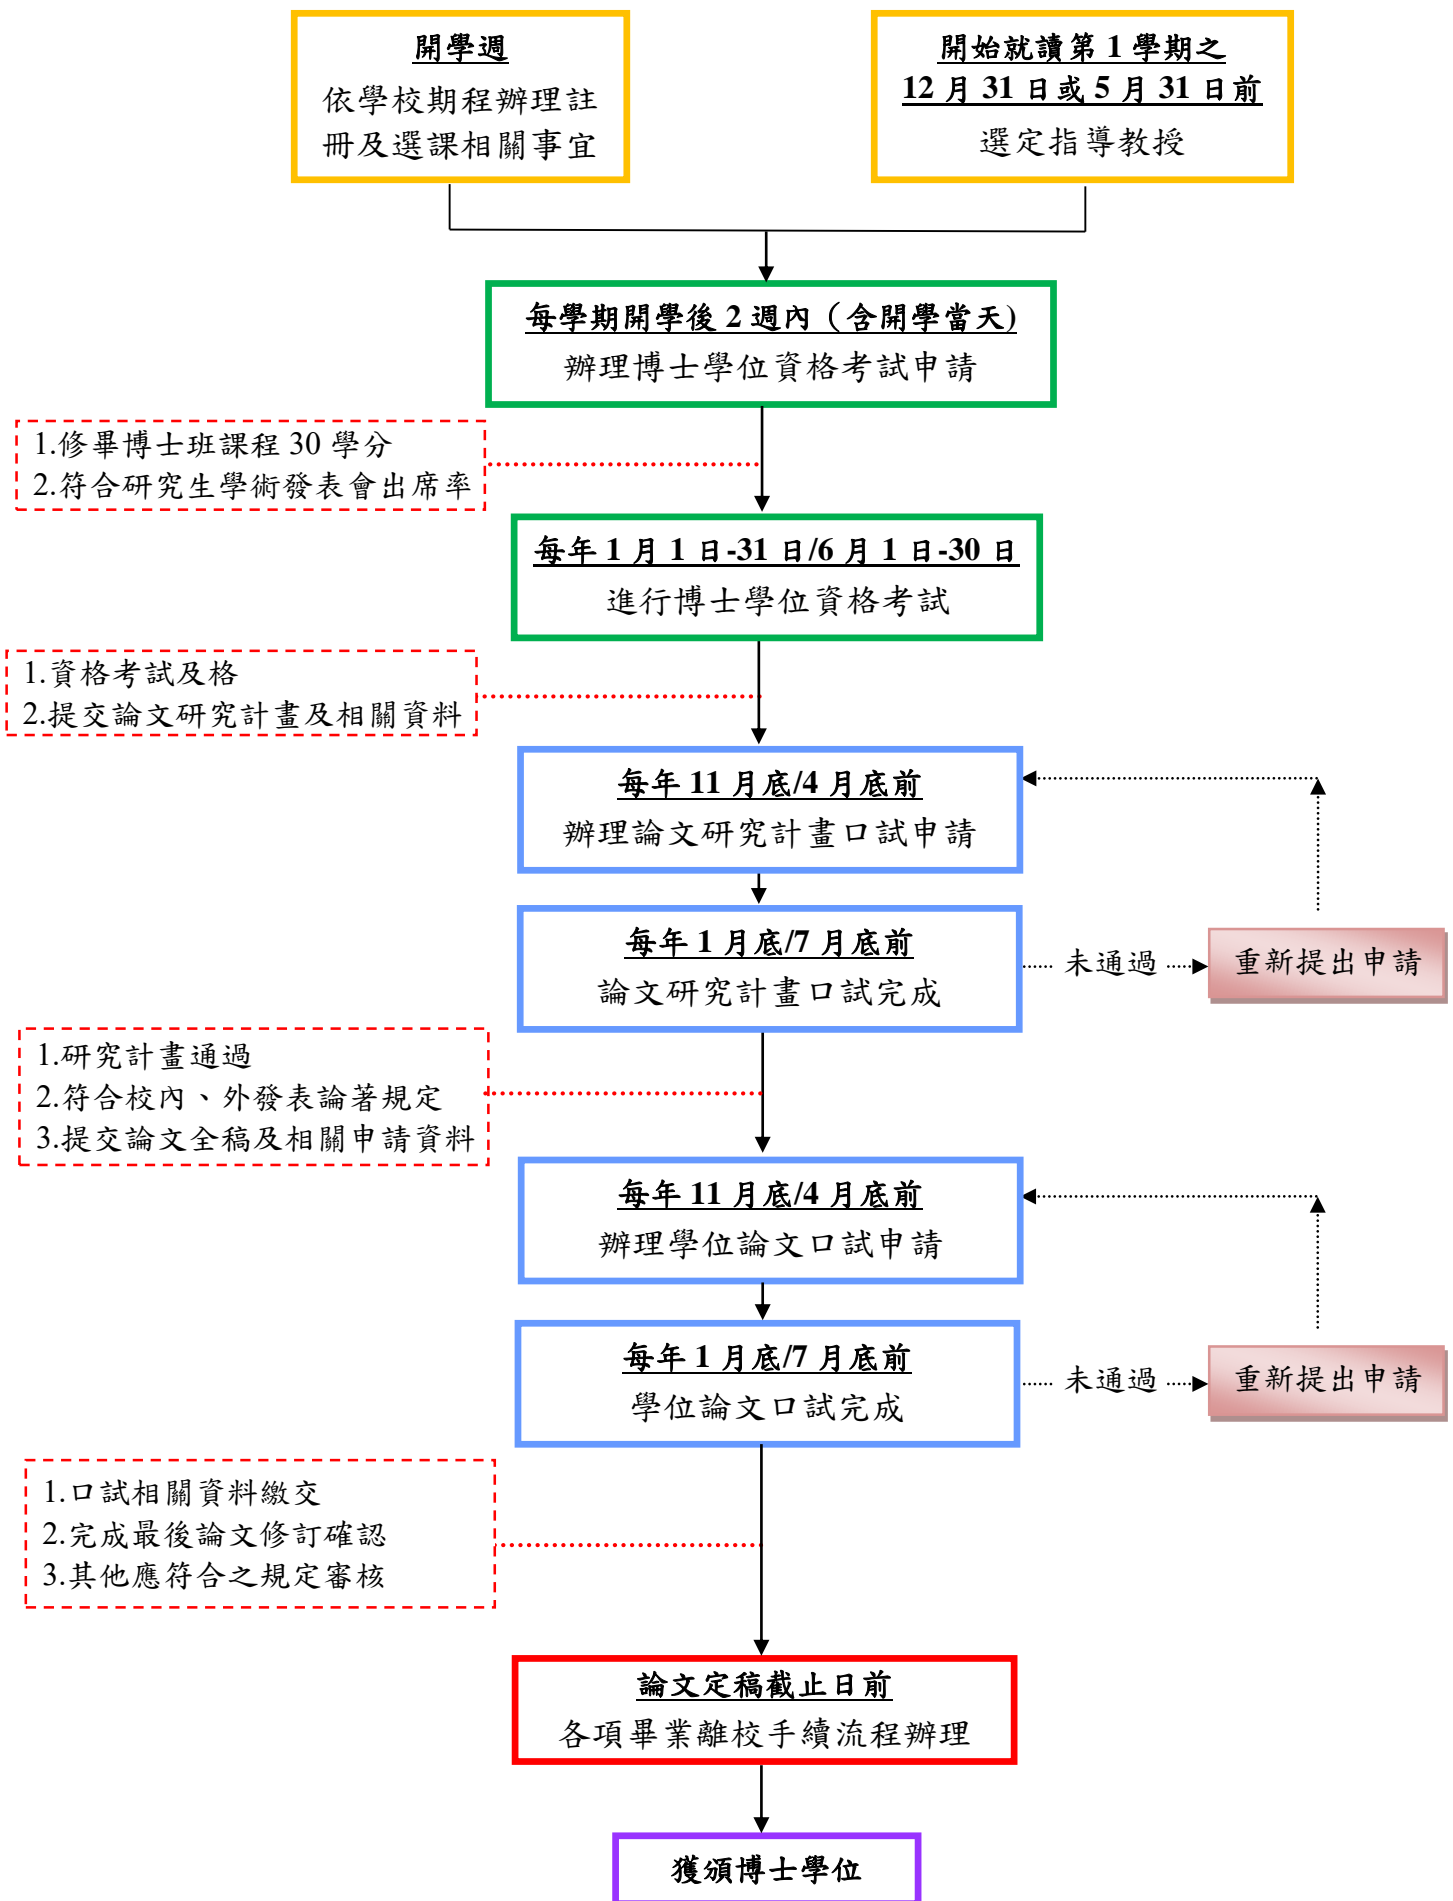 開學週
依學校期程辦理註
冊及選課相關事宜
開始就讀第 1 學期之
12 月 31 日或 5 月 31 日前
選定指導教授
每學期開學後 2 週內（含開學當天)
辦理博士學位資格考試申請
1.修畢博士班課程 30 學分
2.符合研究生學術發表會出席率
每年 1 月 1 日-31 日/6 月 1 日-30 日
進行博士學位資格考試
1.資格考試及格
2.提交論文研究計畫及相關資料
每年 11 月底/4 月底前
辦理論文研究計畫口試申請
每年 1 月底/7 月底前
論文研究計畫口試完成
未通過
重新提出申請
1.研究計畫通過
2.符合校內、外發表論著規定
3.提交論文全稿及相關申請資料
每年 11 月底/4 月底前
辦理學位論文口試申請
每年 1 月底/7 月底前
學位論文口試完成
未通過
重新提出申請
1.口試相關資料繳交
2.完成最後論文修訂確認
3.其他應符合之規定審核
論文定稿截止日前
各項畢業離校手續流程辦理
獲頒博士學位